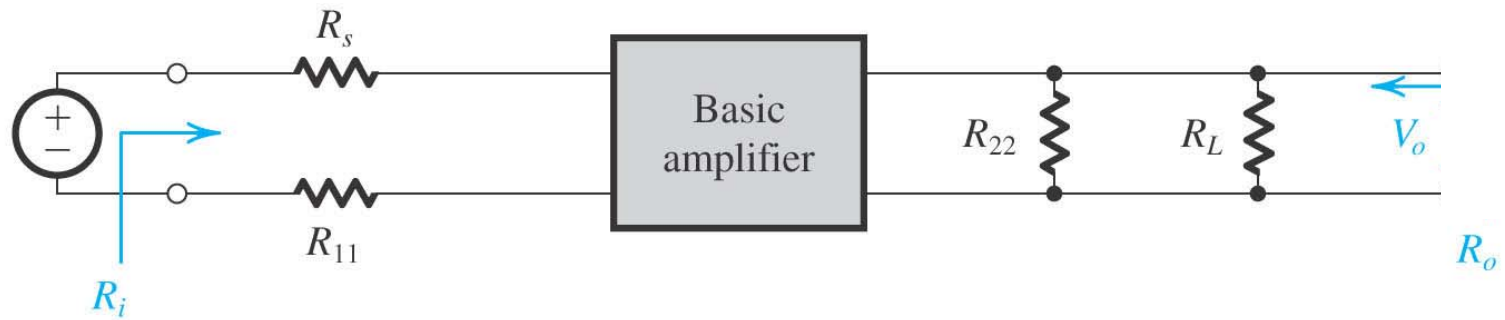 R_s
+
−
Basic
amplifier
R_22
R_L
V_o
R_11
R_i
R_o